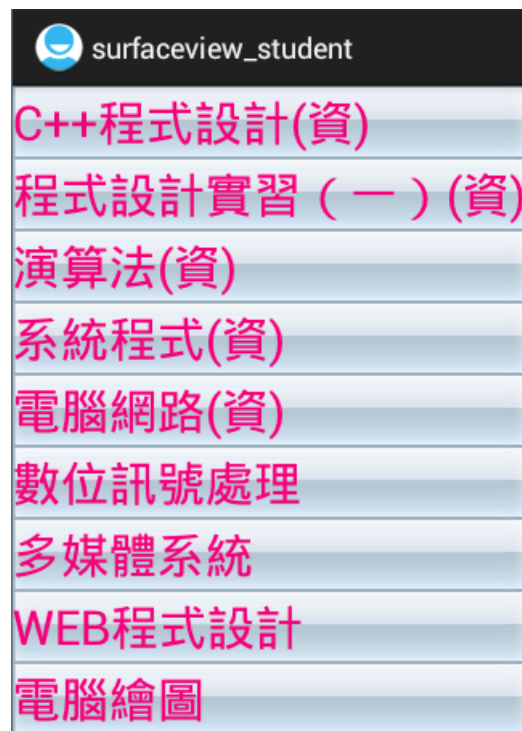 surfaceview_student
C++程式設計(資)
程式設計實習（一）(資)
演算法(資)
系統程式(資)
電腦網路(資)
數位訊號處理
多媒體系統
WEB程式設計
電腦繪圖